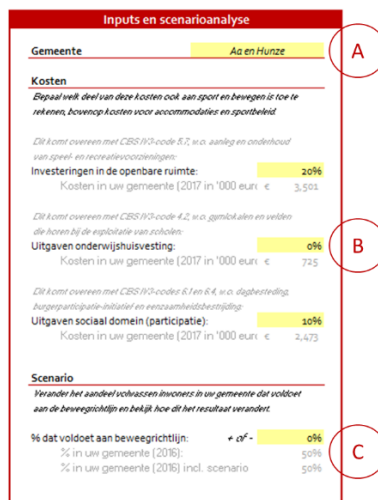 Inputs en scenarioanalyse
Gemeente Aa en Hunze
A
Kosten
Bepaal welk deel van deze kosten ook aan sport en bewegen is toe te
rekenen, bovenop kosten voor accommodaties en sportbeleid.
Dit komt overeen met CBS IV3-code 5.7, w.o. aanleg en onderhoud
van speel- en recreatievoorzieningen:
Investeringen in de openbare ruimte: 20%
Kosten in uw gemeente (2017 in '000 euro € 3,501
Dit komt overeen met CBS IV3-code 4.2, w.o. gymlokalen en velden
die horen bij de exploitatie van scholen:
B
Uitgaven onderwijshuisvesting: 0%
Kosten in uw gemeente (2017 in '000 euro € 725
Dit komt overeen met CBS IV3-codes 6.1 en 6.4, w.o. dagbesteding,
burgerparticipatie-initiatief en eenzaamheidsbestrijding:
Uitgaven sociaal domein (participatie): 10%
Kosten in uw gemeente (2017 in '000 euro € 2,473
Scenario
Verander het aandeel volwassen inwoners in uw gemeente dat voldoet
aan de beweegrichtlijn en bekijk hoe dit het resultaat verandert.
% dat voldoet aan beweegrichtlijn: + of - 0%
C
% in uw gemeente (2016): 50%
% in uw gemeente (2016) incl. scenario 50%